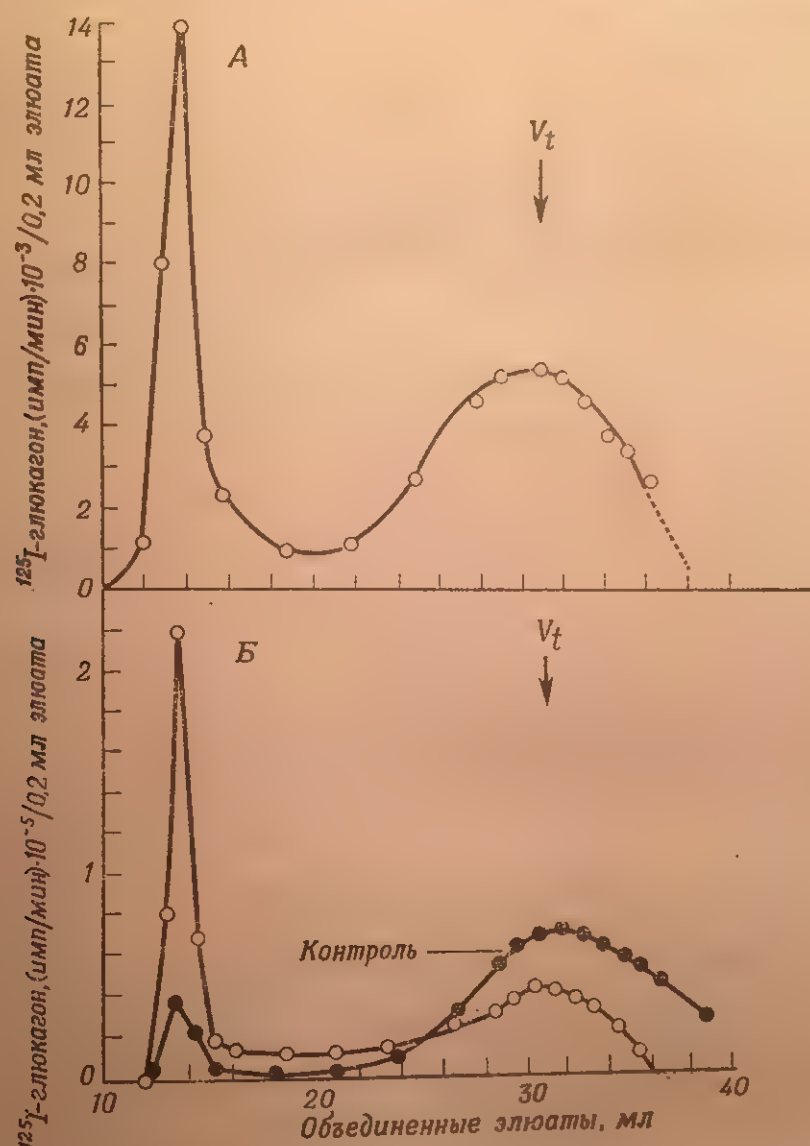 ¹²⁵I-глюкагон,(имп/мин)·10⁻³/0,2 мл элюата
14
12
10
8
6
4
2
0
А
Vₜ
¹²⁵I-глюкагон,(имп/мин)·10⁻⁵/0,2 мл элюата
2
1
0
Б
Vₜ
Контроль
10
20
30
40
Объединенные элюаты, мл